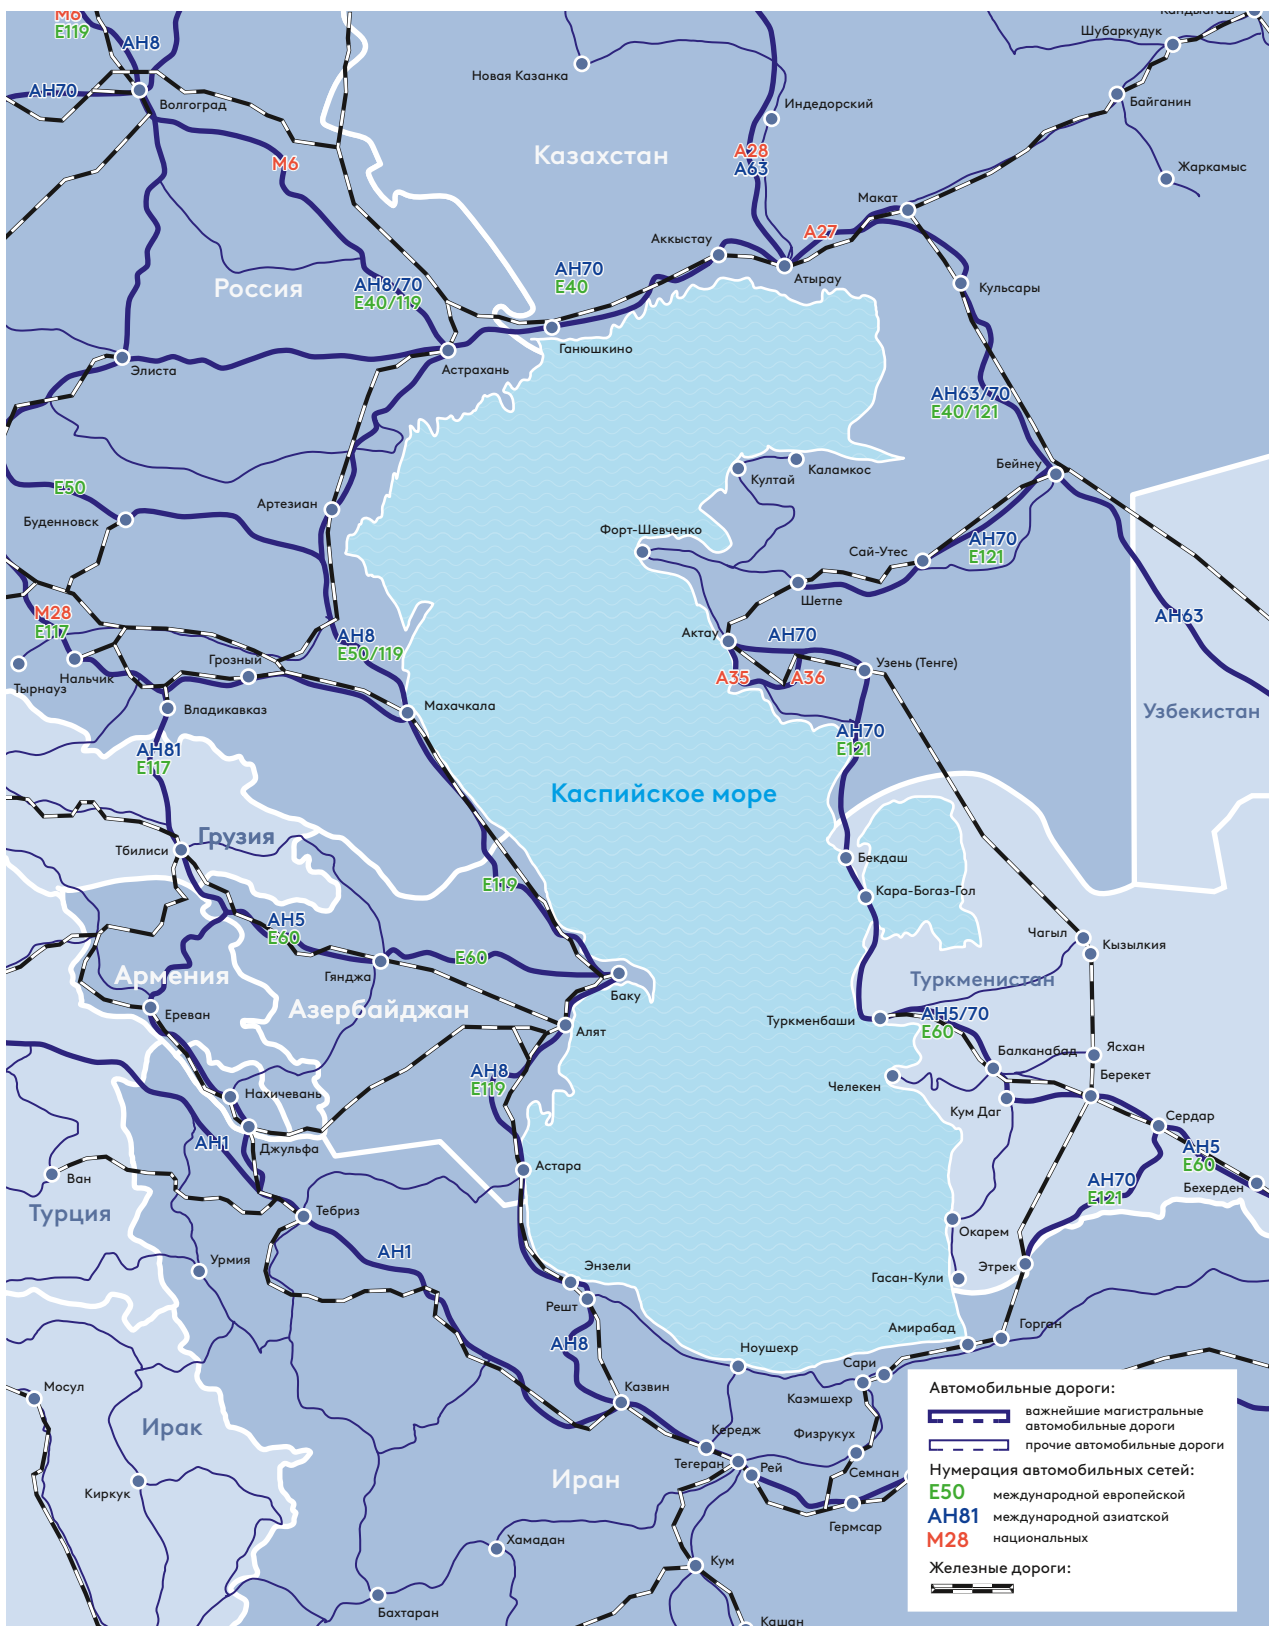 M6
E119
AH8
AH70
Волгоград
M6
Новая Казанка
Индедорский
Кандыагаш
Шубаркудук
Байганин
Жаркамыс
Казахстан
A28
A63
Макат
Аккыстау
A27
Атырау
Кульсары
Россия
AH8/70
E40/119
AH70
E40
Ганюшкино
Астрахань
Элиста
AH63/70
E40/121
Бейнеу
Каламкос
Култай
E50
Буденновск
Артезиан
Форт-Шевченко
Сай-Утес
AH70
E121
Шетпе
AH63
M28
E117
Тырнауз
Нальчик
Грозный
AH8
E50/119
Актау
AH70
Узень (Тенге)
A35
A36
Владикавказ
Махачкала
Узбекистан
AH81
E117
AH70
E121
Каспийское море
Грузия
Тбилиси
Бекдаш
E119
Кара-Богаз-Гол
AH5
E60
Чагыл
Кызылкия
E60
Гянджа
Армения
Азербайджан
Баку
Туркменистан
Ереван
Алят
Туркменбаши
AH5/70
E60
Балканабад
Ясхан
Берекет
AH8
E119
Челекен
Нахичевань
Кум Даг
Сердар
AH1
Джульфа
AH5
E60
Астара
Ван
AH70
E121
Бехерден
Турция
Тебриз
Окарем
AH1
Урмия
Энзели
Гасан-Кули
Этрек
Решт
Амирабад
Горган
AH8
Ноушехр
Сари
Мосул
Казвин
Каэмшехр
Ирак
Кередж
Физрукух
Тегеран
Рей
Семнан
Иран
Киркук
Гермсар
Хамадан
Кум
Бахтаран
Кашан
Автомобильные дороги:
важнейшие магистральные
автомобильные дороги
прочие автомобильные дороги
Нумерация автомобильных сетей:
E50 международной европейской
AH81 международной азиатской
M28 национальных
Железные дороги: